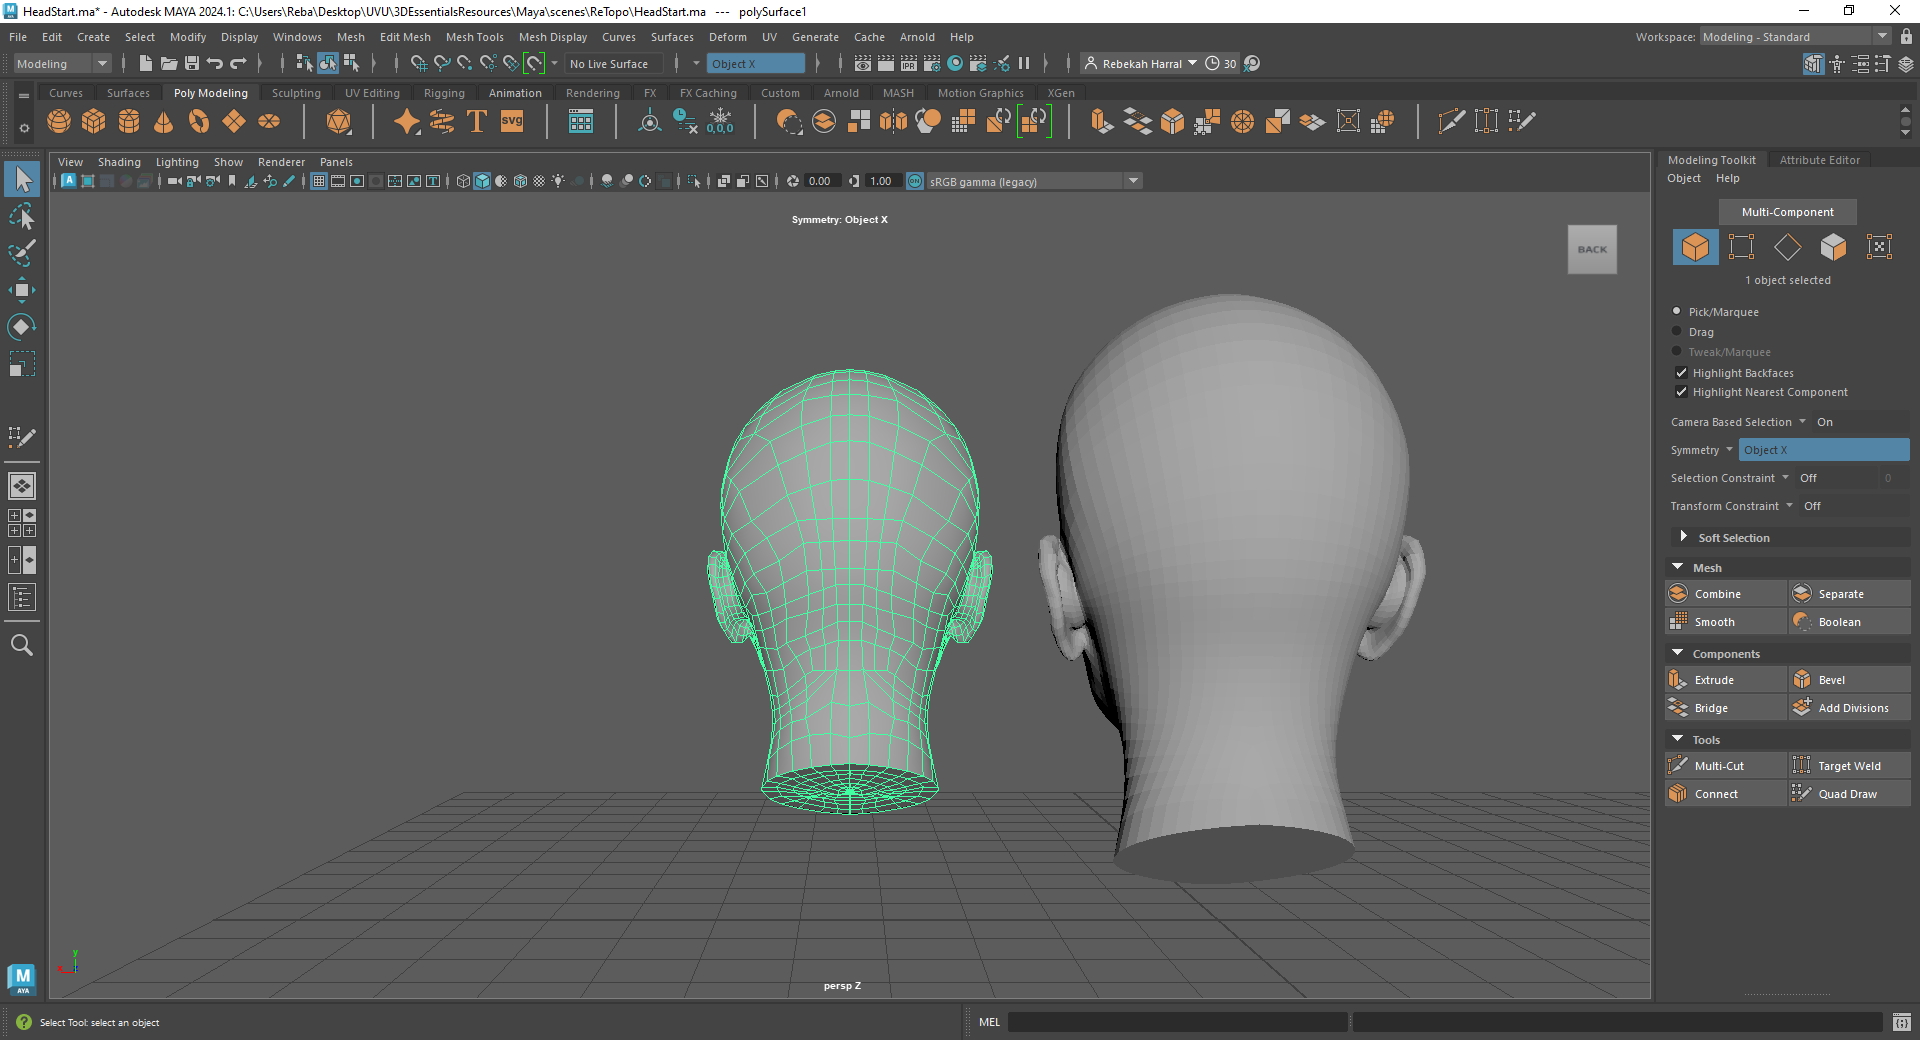 HeadStart.ma* - Autodesk MAYA 2024.1: C:\Users\Reba\Desktop\UVU\3DEssentialsResources\Maya\scenes\ReTopo\HeadStart.ma --- polySurface1
File Edit Create Select Modify Display Windows Mesh Edit Mesh Mesh Tools Mesh Display Curves Surfaces Deform UV Generate Cache Arnold Help
Workspace: Modeling - Standard
Modeling No Live Surface Object X Rebekah Harral 30
Curves Surfaces Poly Modeling Sculpting UV Editing Rigging Animation Rendering FX FX Caching Custom Arnold MASH Motion Graphics XGen
T SVG 0,0,0
View Shading Lighting Show Renderer Panels
0.00 1.00 ON sRGB gamma (legacy)
Symmetry: Object X
BACK
persp Z
y
x
z
Modeling Toolkit Attribute Editor
Object Help
Multi-Component
1 object selected
Pick/Marquee
Drag
Tweak/Marquee
Highlight Backfaces
Highlight Nearest Component
Camera Based Selection On
Symmetry Object X
Selection Constraint Off 0
Transform Constraint Off
Soft Selection
Mesh
Combine Separate
Smooth Boolean
Components
Extrude Bevel
Bridge Add Divisions
Tools
Multi-Cut Target Weld
Connect Quad Draw
M
AYA
Select Tool: select an object
MEL